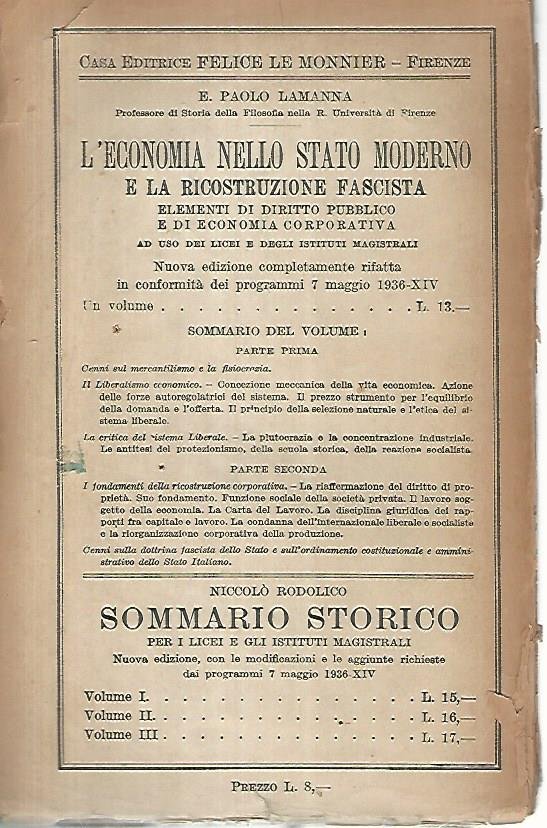 CASA EDITRICE FELICE LE MONNIER – FIRENZE
E. PAOLO LAMANNA
Professore di Storia della Filosofia nella R. Università di Firenze
L'ECONOMIA NELLO STATO MODERNO
E LA RICOSTRUZIONE FASCISTA
ELEMENTI DI DIRITTO PUBBLICO
E DI ECONOMIA CORPORATIVA
AD USO DEI LICEI E DEGLI ISTITUTI MAGISTRALI
Nuova edizione completamente rifatta
in conformità dei programmi 7 maggio 1936-XIV
Un volume . . . . . . . . . . . . . . L. 13.—
SOMMARIO DEL VOLUME:
PARTE PRIMA
Cenni sul mercantilismo e la fisiocrazia.
Il Liberalismo economico. – Concezione meccanica della vita economica. Azione
delle forze autoregolatrici del sistema. Il prezzo strumento per l'equilibrio
della domanda e l'offerta. Il principio della selezione naturale e l'etica del si-
stema liberale.
La critica del sistema Liberale. – La plutocrazia e la concentrazione industriale.
Le antitesi del protezionismo, della scuola storica, della reazione socialista.
PARTE SECONDA
I fondamenti della ricostruzione corporativa. – La riaffermazione del diritto di pro-
prietà. Suo fondamento. Funzione sociale della società privata. Il lavoro sog-
getto della economia. La Carta del Lavoro. La disciplina giuridica dei rap-
porti fra capitale e lavoro. La condanna dell'internazionale liberale e socialista
e la riorganizzazione corporativa della produzione.
Cenni sulla dottrina fascista dello Stato e sull'ordinamento costituzionale e ammini-
strativo dello Stato Italiano.
NICCOLÒ RODOLICO
SOMMARIO STORICO
PER I LICEI E GLI ISTITUTI MAGISTRALI
Nuova edizione, con le modificazioni e le aggiunte richieste
dai programmi 7 maggio 1936-XIV
Volume I. . . . . . . . . . . . . . . L. 15,—
Volume II. . . . . . . . . . . . . . . L. 16,—
Volume III . . . . . . . . . . . . . . L. 17,—
PREZZO L. 8,—